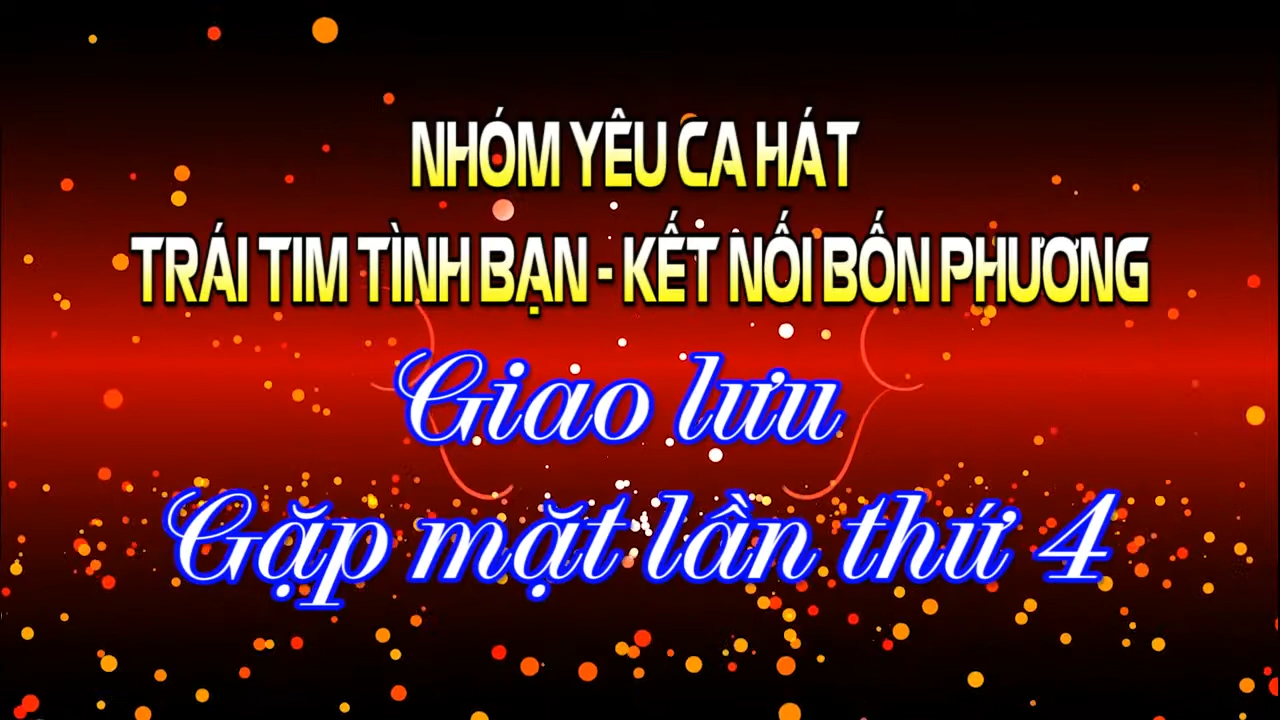 NHÓM YÊU CA HÁT
TRÁI TIM TÌNH BẠN - KẾT NỐI BỐN PHƯƠNG
Giao lưu
Gặp mặt lần thứ 4